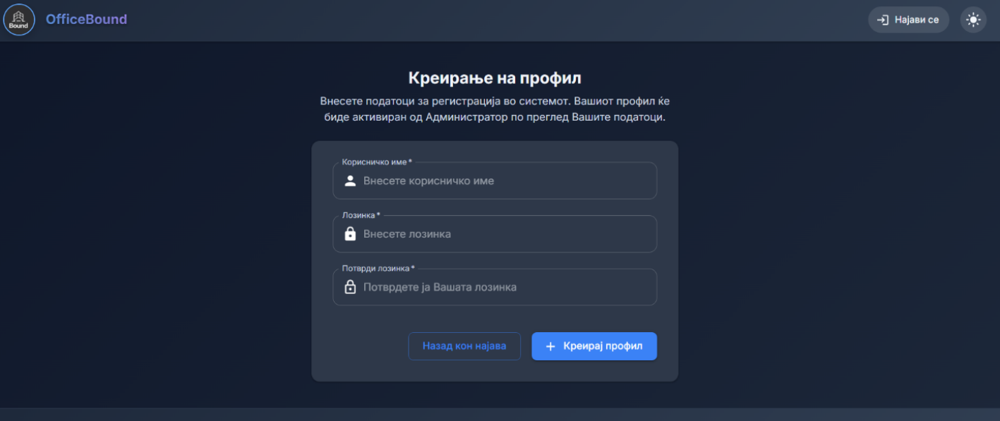 Bound
OfficeBound
Најави се
Креирање на профил
Внесете податоци за регистрација во системот. Вашиот профил ќе
биде активиран од Администратор по преглед Вашите податоци.
Корисничко име *
Внесете корисничко име
Лозинка *
Внесете лозинка
Потврди лозинка *
Потврдете ја Вашата лозинка
Назад кон најава
+ Креирај профил